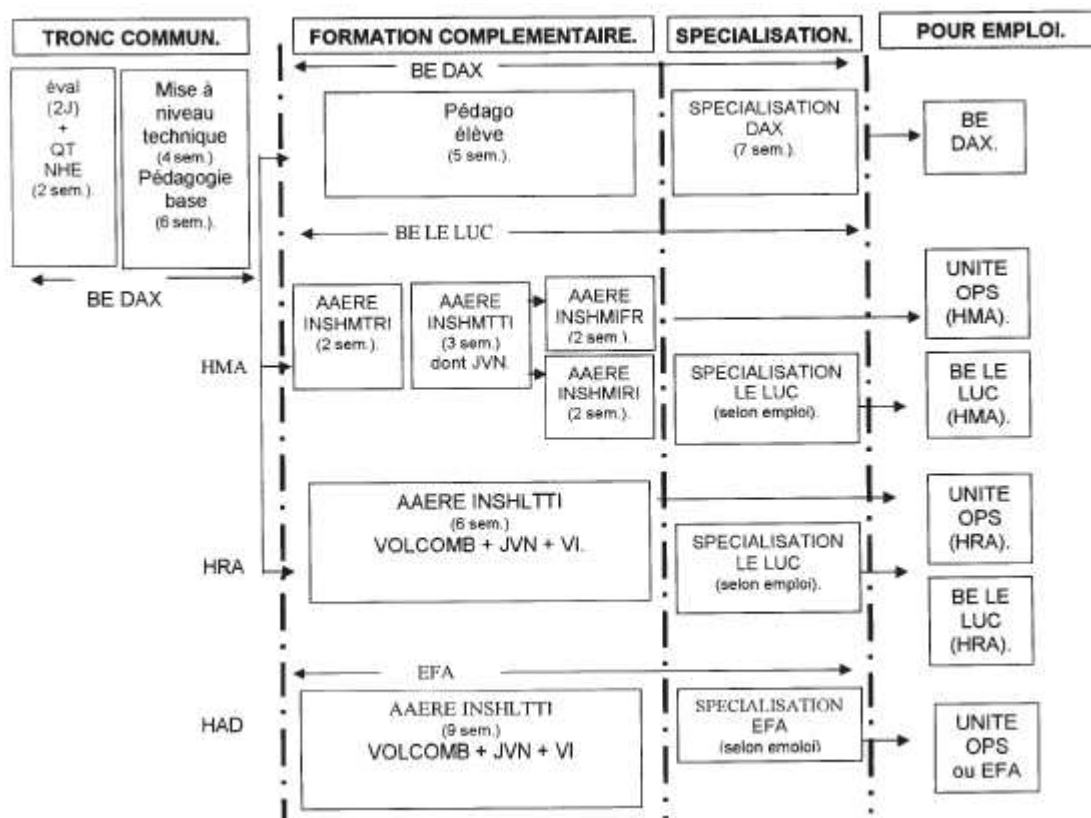 TRONC COMMUN.
FORMATION COMPLEMENTAIRE.
SPECIALISATION.
POUR EMPLOI.
BE DAX
éval
(2J)
+
QT
NHE
(2 sem.).
Mise à
niveau
technique
(4 sem.)
Pédagogie
base
(6 sem.).
BE DAX
Pédago
élève
(5 sem.).
SPECIALISATION
DAX
(7 sem.).
BE
DAX.
BE LE LUC
HMA
AAERE
INSHMTRI
(2 sem.).
AAERE
INSHMTTI
(3 sem.)
dont JVN.
AAERE
INSHMIFR
(2 sem.).
AAERE
INSHMIRI
(2 sem.).
SPECIALISATION
LE LUC
(selon emploi).
UNITE
OPS
(HMA).
BE LE
LUC
(HMA).
HRA
AAERE INSHLTTI
(6 sem.)
VOLCOMB + JVN + VI.
SPECIALISATION
LE LUC
(selon emploi).
UNITE
OPS
(HRA).
BE LE
LUC
(HRA).
EFA
HAD
AAERE INSHLTTI
(9 sem.)
VOLCOMB + JVN + VI
SPECIALISATION
EFA
(selon emploi)
UNITE
OPS
ou EFA